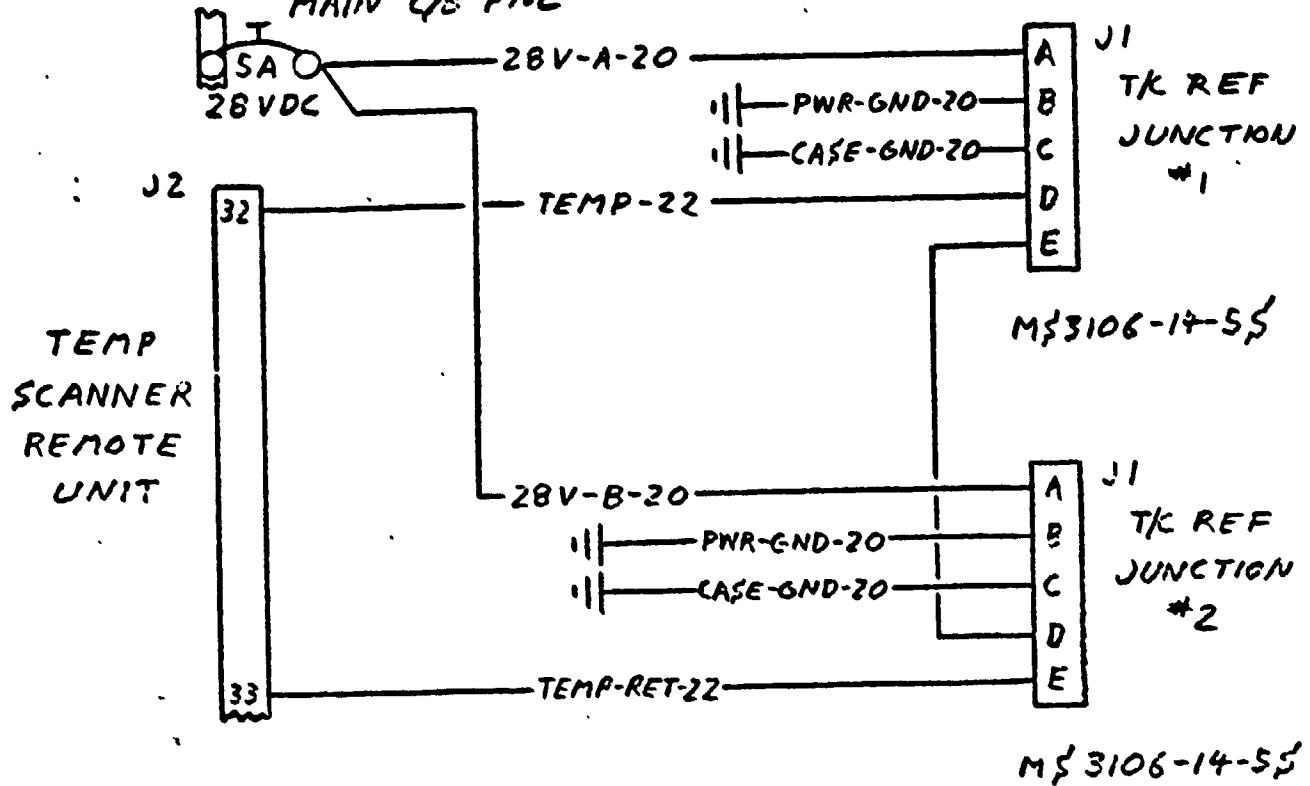 MAIN C/B PNL
5A
28VDC
28V-A-20
PWR-GND-20
CASE-GND-20
TEMP-22
A
B
C
D
E
J1
T/C REF
JUNCTION
#1
MS3106-14-5S
J2
32
33
TEMP
SCANNER
REMOTE
UNIT
28V-B-20
PWR-GND-20
CASE-GND-20
TEMP-RET-22
A
B
C
D
E
J1
T/C REF
JUNCTION
#2
MS3106-14-5S